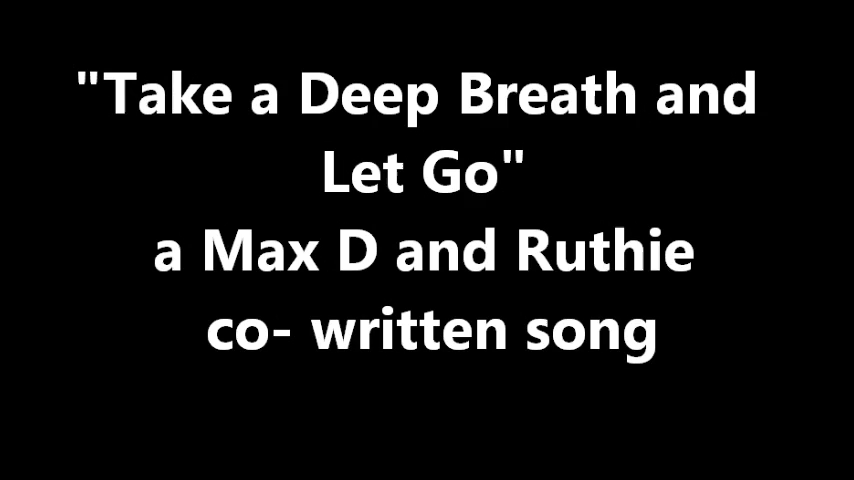 "Take a Deep Breath and
Let Go"
a Max D and Ruthie
co- written song